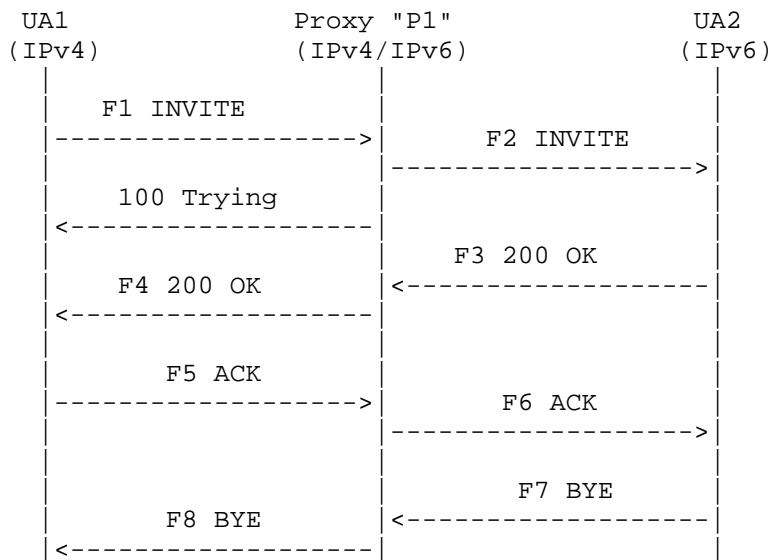 UA1 Proxy "P1" UA2
(IPv4) (IPv4/IPv6) (IPv6)
F1 INVITE
F2 INVITE
100 Trying
F3 200 OK
F4 200 OK
F5 ACK
F6 ACK
F7 BYE
F8 BYE